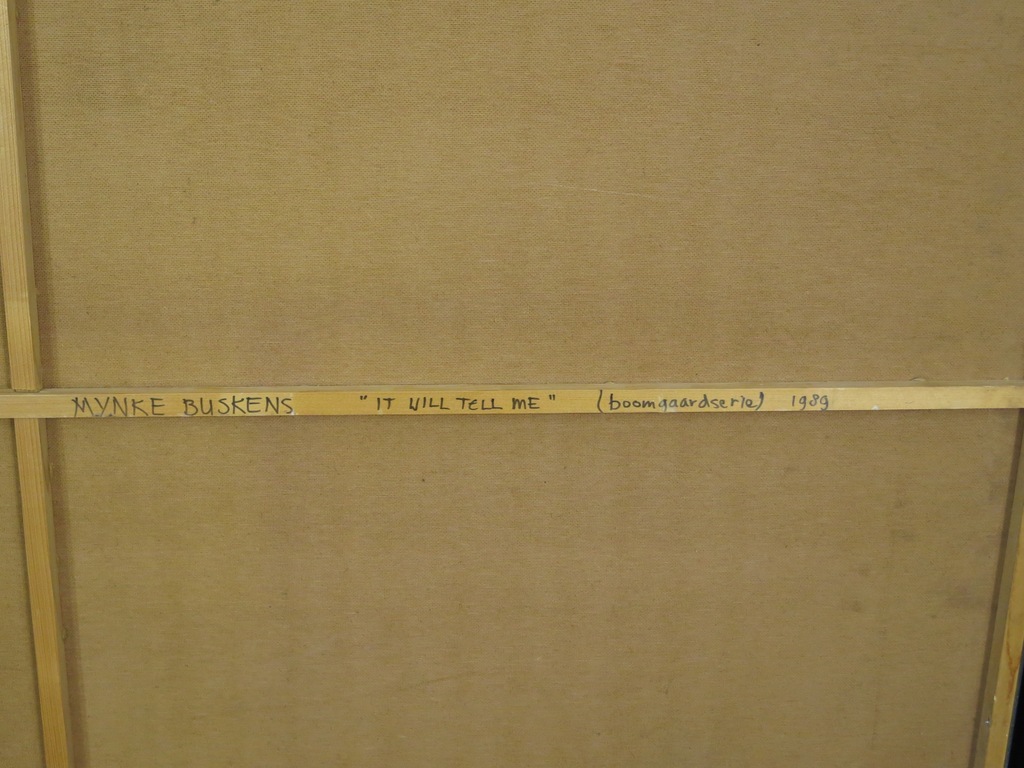 MYNKE BUSKENS "IT WILL TELL ME" (boomgaardserie) 1989